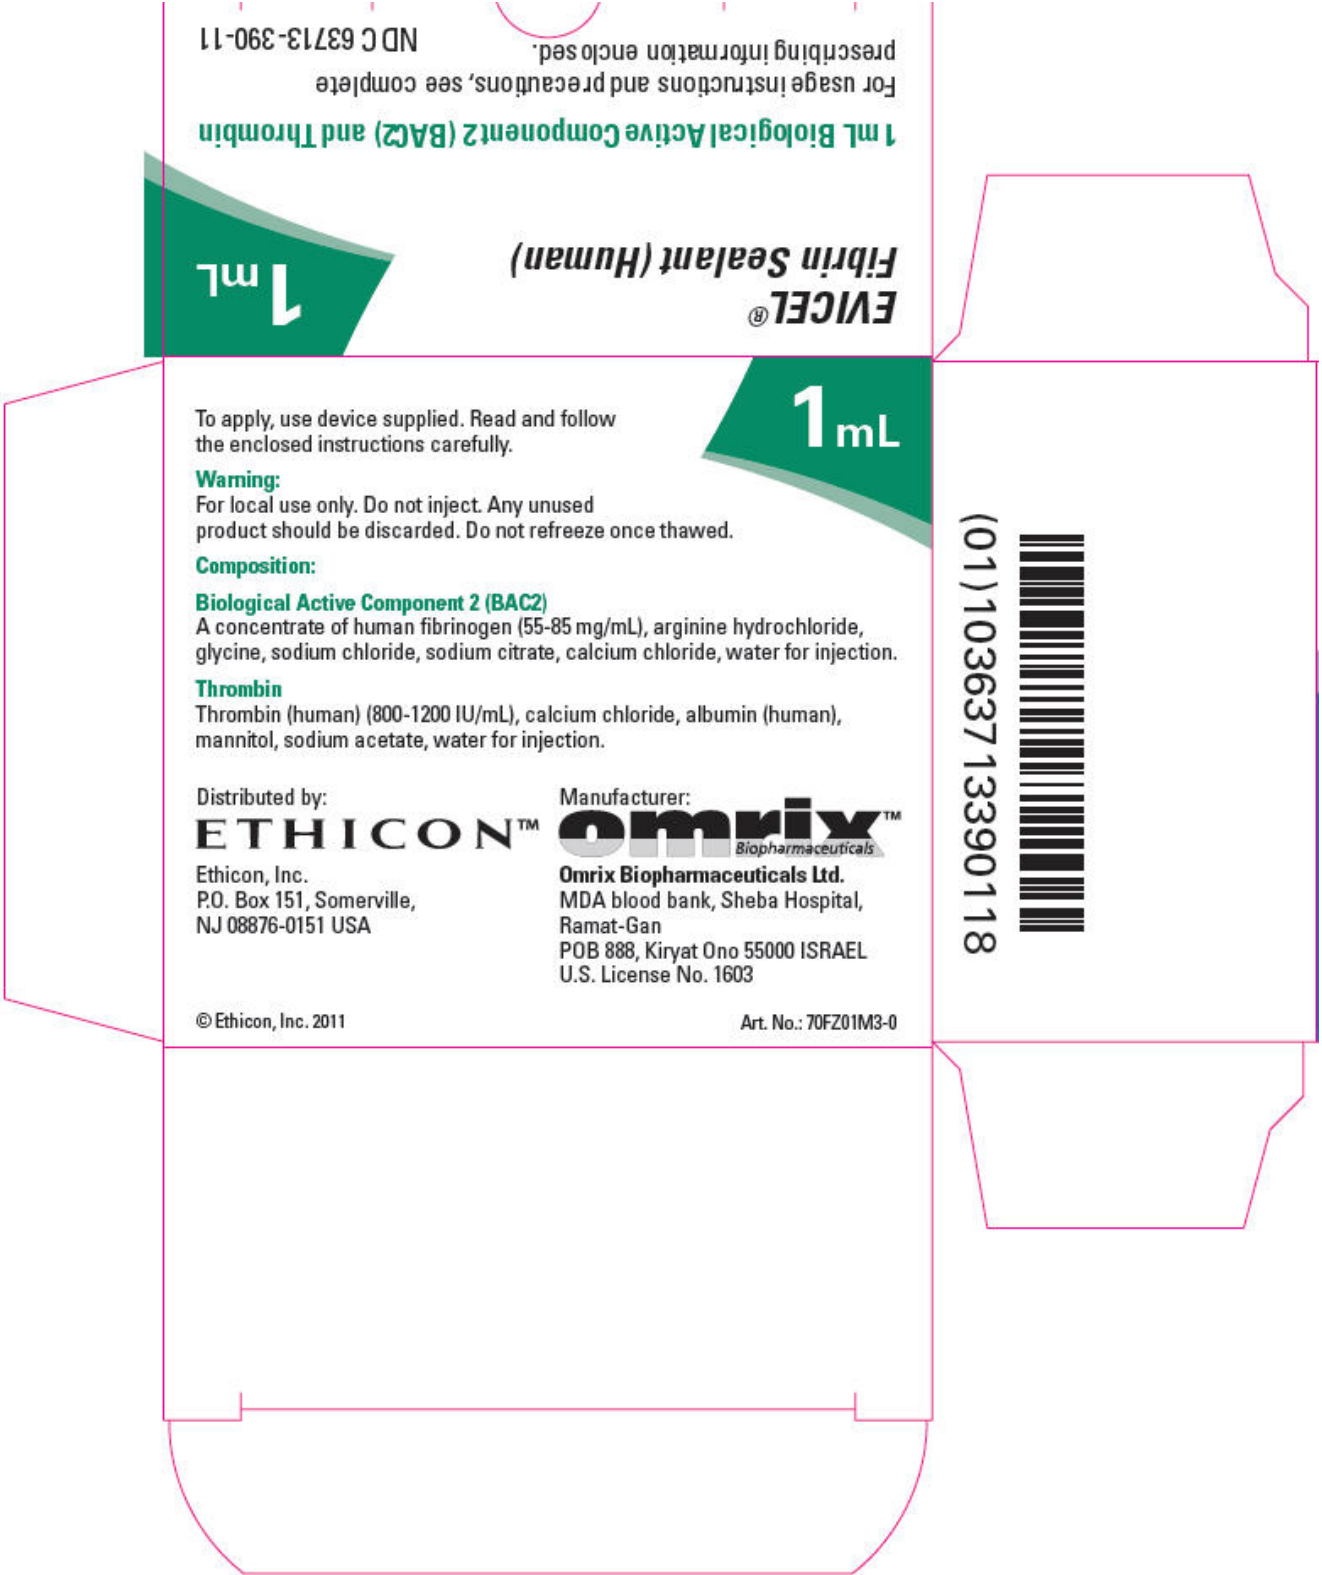 EVICEL®
Fibrin Sealant (Human)
1 mL
1 mL Biological Active Component 2 (BAC2) and Thrombin
For usage instructions and precautions, see complete
prescribing information enclosed.
NDC 63713-390-11
1 mL
To apply, use device supplied. Read and follow
the enclosed instructions carefully.
Warning:
For local use only. Do not inject. Any unused
product should be discarded. Do not refreeze once thawed.
Composition:
Biological Active Component 2 (BAC2)
A concentrate of human fibrinogen (55-85 mg/mL), arginine hydrochloride,
glycine, sodium chloride, sodium citrate, calcium chloride, water for injection.
Thrombin
Thrombin (human) (800-1200 IU/mL), calcium chloride, albumin (human),
mannitol, sodium acetate, water for injection.
Distributed by:
ETHICON™
Ethicon, Inc.
P.O. Box 151, Somerville,
NJ 08876-0151 USA
Manufacturer:
omrix™
Biopharmaceuticals
Omrix Biopharmaceuticals Ltd.
MDA blood bank, Sheba Hospital,
Ramat-Gan
POB 888, Kiryat Ono 55000 ISRAEL
U.S. License No. 1603
© Ethicon, Inc. 2011
Art. No.: 70FZ01M3-0
(01)10363713390118